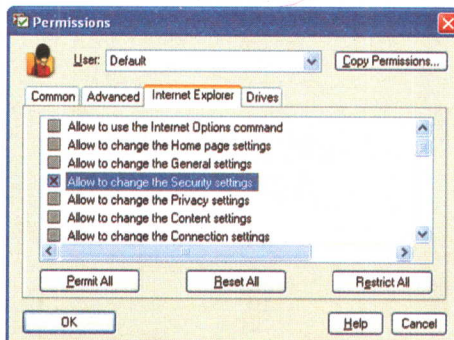 Permissions
User: Default Copy Permissions...
Common Advanced Internet Explorer Drives
Allow to use the Internet Options command
Allow to change the Home page settings
Allow to change the General settings
Allow to change the Security settings
Allow to change the Privacy settings
Allow to change the Content settings
Allow to change the Connection settings
Permit All Reset All Restrict All
OK Help Cancel